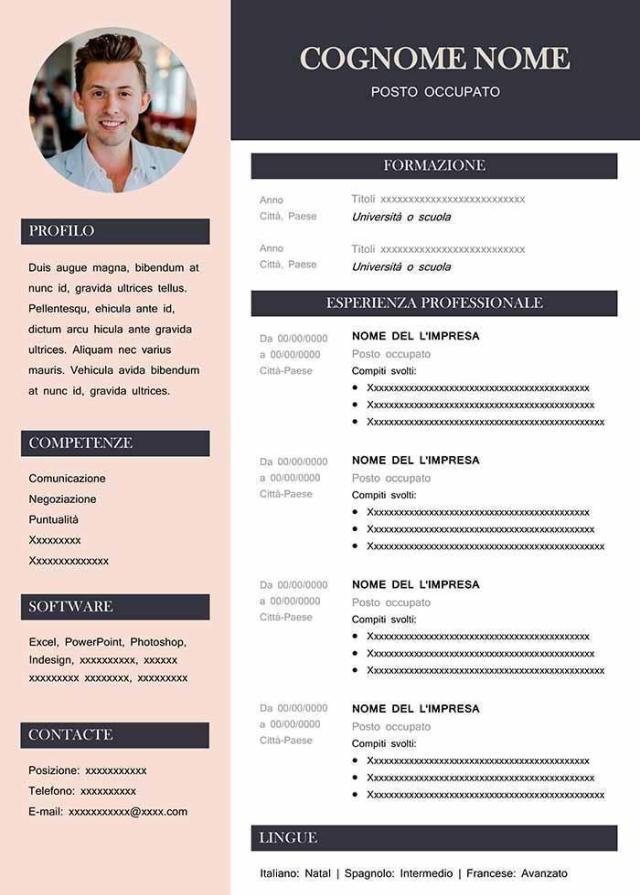 COGNOME NOME
POSTO OCCUPATO
PROFILO
Duis augue magna, bibendum at
nunc id, gravida ultrices tellus.
Pellentesqu, ehicula ante id,
dictum arcu hicula ante gravida
ultrices. Aliquam nec varius
mauris. Vehicula avida bibendum
at nunc id, gravida ultrices.
COMPETENZE
Comunicazione
Negoziazione
Puntualità
Xxxxxxxxx
Xxxxxxxxxxxxxx
SOFTWARE
Excel, PowerPoint, Photoshop,
Indesign, xxxxxxxxxx, xxxxxx
xxxxxxxxx xxxxxxxx, xxxxxxxxx
CONTACTE
Posizione: xxxxxxxxxxx
Telefono: xxxxxxxxxx
E-mail: xxxxxxxxxxx@xxxx.com
FORMAZIONE
Anno
Città, Paese
Titoli xxxxxxxxxxxxxxxxxxxxxxxxxx
Università o scuola
Anno
Città, Paese
Titoli xxxxxxxxxxxxxxxxxxxxxxxxxx
Università o scuola
ESPERIENZA PROFESSIONALE
Da 00/00/0000
a 00/00/0000
Città-Paese
NOME DEL L'IMPRESA
Posto occupato
Compiti svolti:
• Xxxxxxxxxxxxxxxxxxxxxxxxxxxxxxxxxxxxxxxxx
• Xxxxxxxxxxxxxxxxxxxxxxxxxxxxxxxxxxxxxxxxxx
• Xxxxxxxxxxxxxxxxxxxxxxxxxxxxxxxxxxxxxxxxxxxx
Da 00/00/0000
a 00/00/0000
Città-Paese
NOME DEL L'IMPRESA
Posto occupato
Compiti svolti:
• Xxxxxxxxxxxxxxxxxxxxxxxxxxxxxxxxxxxxxxxxx
• Xxxxxxxxxxxxxxxxxxxxxxxxxxxxxxxxxxxxxxxxxx
• Xxxxxxxxxxxxxxxxxxxxxxxxxxxxxxxxxxxxxxxxxxxx
Da 00/00/0000
a 00/00/0000
Città-Paese
NOME DEL L'IMPRESA
Posto occupato
Compiti svolti:
• Xxxxxxxxxxxxxxxxxxxxxxxxxxxxxxxxxxxxxxxxx
• Xxxxxxxxxxxxxxxxxxxxxxxxxxxxxxxxxxxxxxxxxx
• Xxxxxxxxxxxxxxxxxxxxxxxxxxxxxxxxxxxxxxxxxxxx
Da 00/00/0000
a 00/00/0000
Città-Paese
NOME DEL L'IMPRESA
Posto occupato
Compiti svolti:
• Xxxxxxxxxxxxxxxxxxxxxxxxxxxxxxxxxxxxxxxxx
• Xxxxxxxxxxxxxxxxxxxxxxxxxxxxxxxxxxxxxxxxxx
• Xxxxxxxxxxxxxxxxxxxxxxxxxxxxxxxxxxxxxxxxxxxx
LINGUE
Italiano: Natal | Spagnolo: Intermedio | Francese: Avanzato